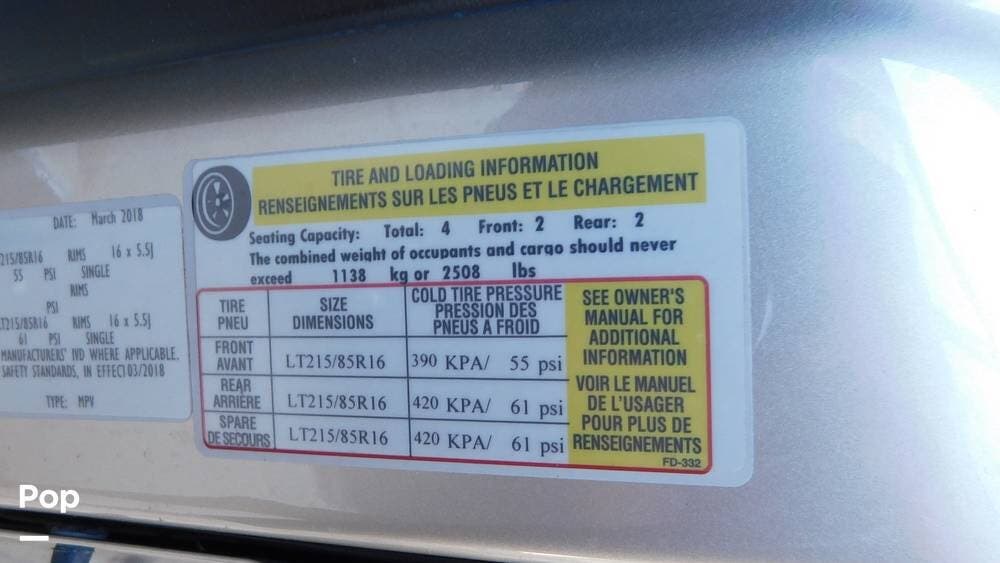 DATE: March 2018
215/85R16 RIMS 16 x 5.5J
55 PSI SINGLE
RIMS
PSI
LT215/85R16 RIMS 16 x 5.5J
61 PSI SINGLE
MANUFACTURERS' IVD WHERE APPLICABLE.
SAFETY STANDARDS, IN EFFECT 03/2018
TYPE: MPV
TIRE AND LOADING INFORMATION
RENSEIGNEMENTS SUR LES PNEUS ET LE CHARGEMENT
Seating Capacity: Total: 4 Front: 2 Rear: 2
The combined weight of occupants and cargo should never
exceed 1138 kg or 2508 lbs
TIRE
PNEU
SIZE
DIMENSIONS
COLD TIRE PRESSURE
PRESSION DES
PNEUS A FROID
FRONT
AVANT
LT215/85R16
390 KPA/ 55 psi
REAR
ARRIÈRE
LT215/85R16
420 KPA/ 61 psi
SPARE
DE SECOURS
LT215/85R16
420 KPA/ 61 psi
SEE OWNER'S
MANUAL FOR
ADDITIONAL
INFORMATION
VOIR LE MANUEL
DE L'USAGER
POUR PLUS DE
RENSEIGNEMENTS
FD-332
Pop